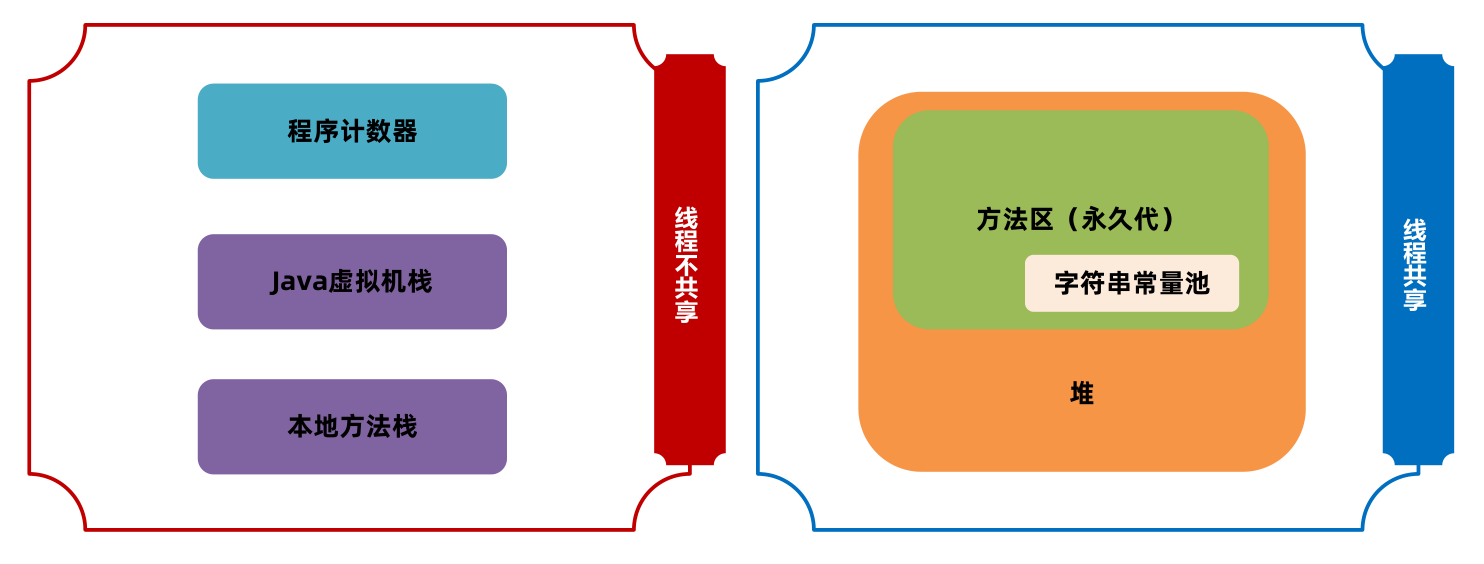 程序计数器
Java虚拟机栈
本地方法栈
线程不共享
方法区（永久代）
字符串常量池
堆
线程共享